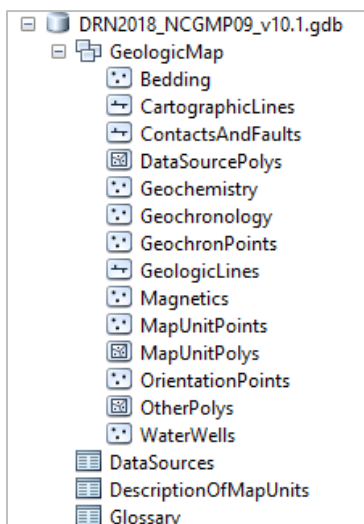 DRN2018_NCGMP09_v10.1.gdb
GeologicMap
Bedding
CartographicLines
ContactsAndFaults
DataSourcePolys
Geochemistry
Geochronology
GeochronPoints
GeologicLines
Magnetics
MapUnitPoints
MapUnitPolys
OrientationPoints
OtherPolys
WaterWells
DataSources
DescriptionOfMapUnits
Glossary